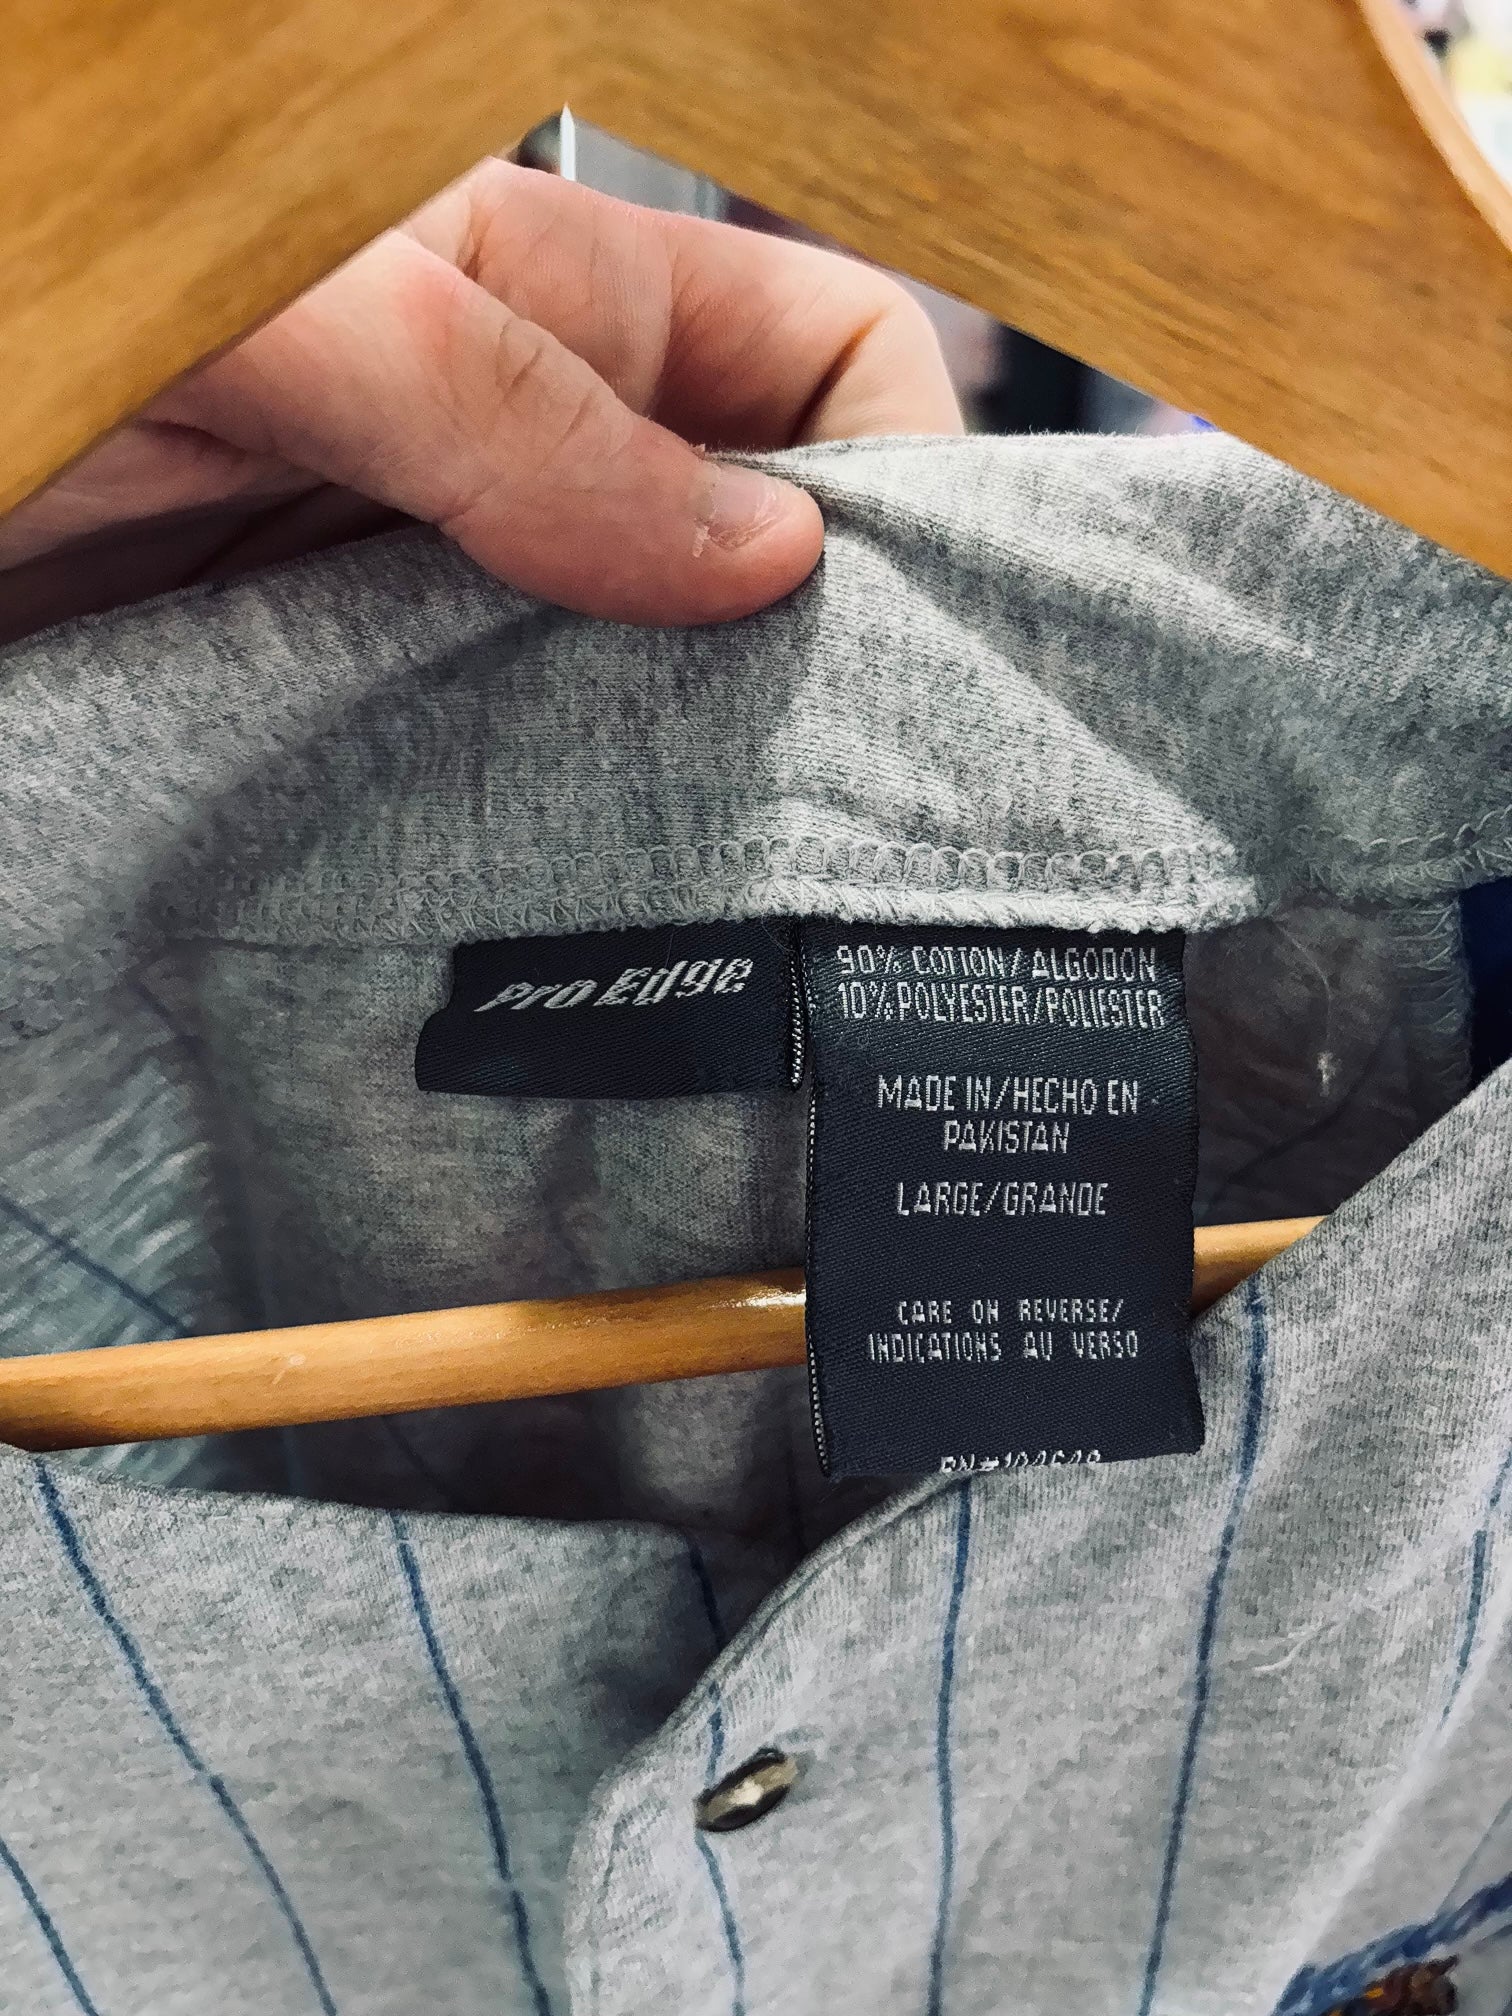 Pro Edge
90% COTTON/ALGODON
10% POLYESTER/POLIESTER
MADE IN/HECHO EN
PAKISTAN
LARGE/GRANDE
CARE ON REVERSE/
INDICATIONS AU VERSO